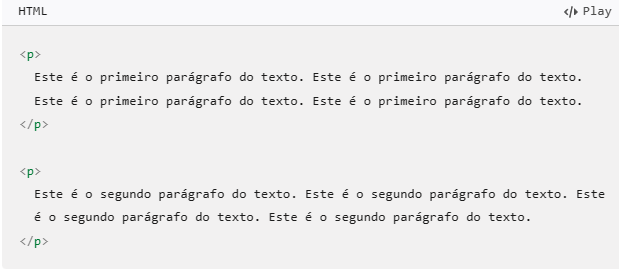 HTML
</> Play
<p>
Este é o primeiro parágrafo do texto. Este é o primeiro parágrafo do texto.
Este é o primeiro parágrafo do texto. Este é o primeiro parágrafo do texto.
</p>
<p>
Este é o segundo parágrafo do texto. Este é o segundo parágrafo do texto. Este
é o segundo parágrafo do texto. Este é o segundo parágrafo do texto.
</p>